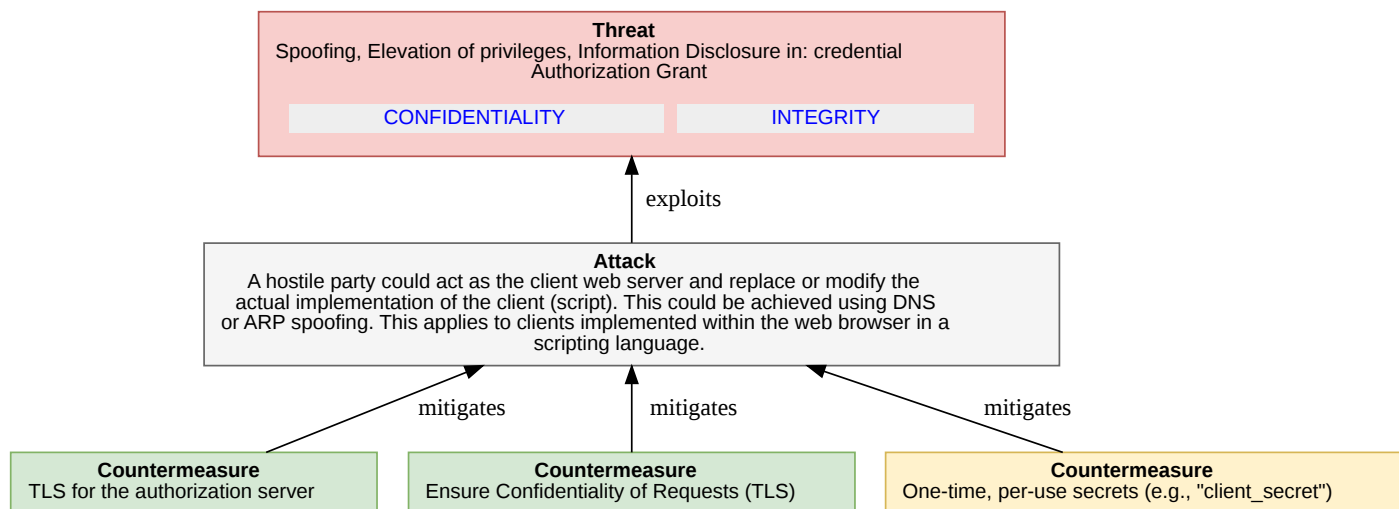 Threat
Spoofing, Elevation of privileges, Information Disclosure in: credential
Authorization Grant
CONFIDENTIALITY
INTEGRITY
exploits
Attack
A hostile party could act as the client web server and replace or modify the
actual implementation of the client (script). This could be achieved using DNS
or ARP spoofing. This applies to clients implemented within the web browser in a
scripting language.
mitigates
mitigates
mitigates
Countermeasure
TLS for the authorization server
Countermeasure
Ensure Confidentiality of Requests (TLS)
Countermeasure
One-time, per-use secrets (e.g., "client_secret")